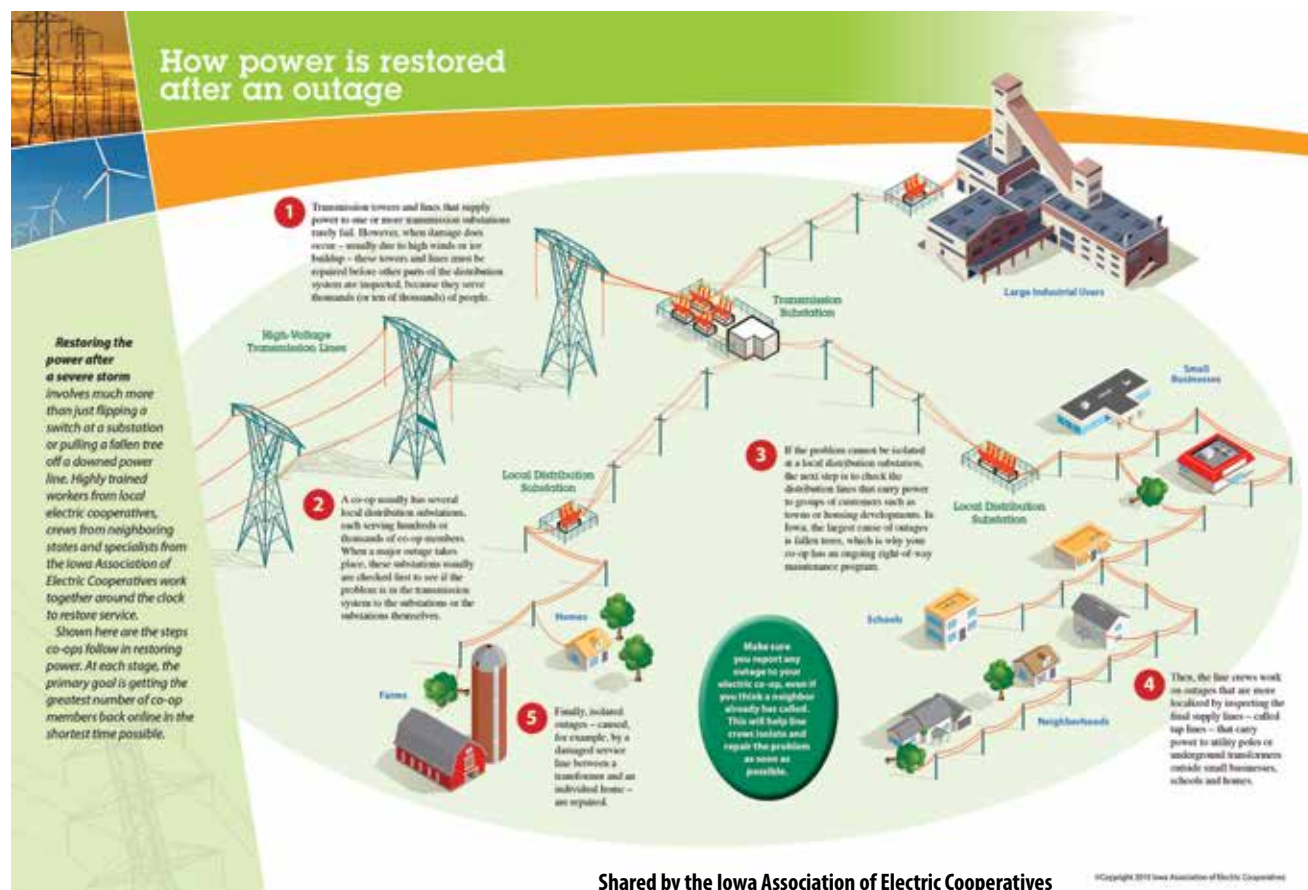 How power is restored
after an outage
Restoring the
power after
a severe storm
involves much more
than just flipping a
switch at a substation
or pulling a fallen tree
off a downed power
line. Highly trained
workers from local
electric cooperatives,
crews from neighboring
states and specialists from
the Iowa Association of
Electric Cooperatives work
together around the clock
to restore service.
Shown here are the steps
co-ops follow in restoring
power. At each stage, the
primary goal is getting the
greatest number of co-op
members back online in the
shortest time possible.
1
Transmission towers and lines that supply
power to one or more transmission substations
rarely fail. However, when damage does
occur – usually due to high winds or ice
buildup – these towers and lines must be
repaired before other parts of the distribution
system are inspected, because they serve
thousands (or ten of thousands) of people.
High-Voltage
Transmission Lines
Transmission
Substation
Large Industrial Users
2
A co-op usually has several
local distribution substations,
each serving hundreds or
thousands of co-op members.
When a major outage takes
place, these substations usually
are checked first to see if the
problem is in the transmission
system to the substations or the
substations themselves.
Local Distribution
Substation
3
If the problem cannot be isolated
at a local distribution substation,
the next step is to check the
distribution lines that carry power
to groups of customers such as
towns or housing developments. In
Iowa, the largest cause of outages
is fallen trees, which is why your
co-op has an ongoing right-of-way
maintenance program.
Local Distribution
Substation
Small
Businesses
Homes
Farms
Schools
Neighborhoods
4
Then, the line crews work
on outages that are more
localized by inspecting the
final supply lines – called
tap lines – that carry
power to utility poles or
underground transformers
outside small businesses,
schools and homes.
5
Finally, isolated
outages – caused,
for example, by a
damaged service
line between a
transformer and an
individual home –
are repaired.
Make sure
you report any
outage to your
electric co-op, even if
you think a neighbor
already has called.
This will help line
crews isolate and
repair the problem
as soon as
possible.
Shared by the Iowa Association of Electric Cooperatives
©Copyright Iowa Association of Electric Cooperatives